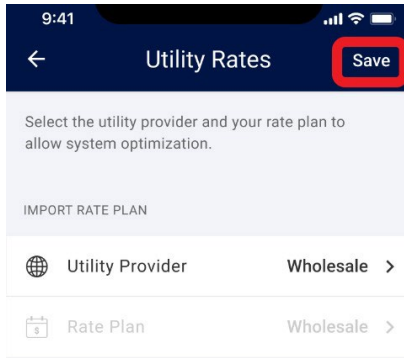 9:41
Utility Rates
Save
Select the utility provider and your rate plan to
allow system optimization.
IMPORT RATE PLAN
Utility Provider Wholesale
$ Rate Plan Wholesale